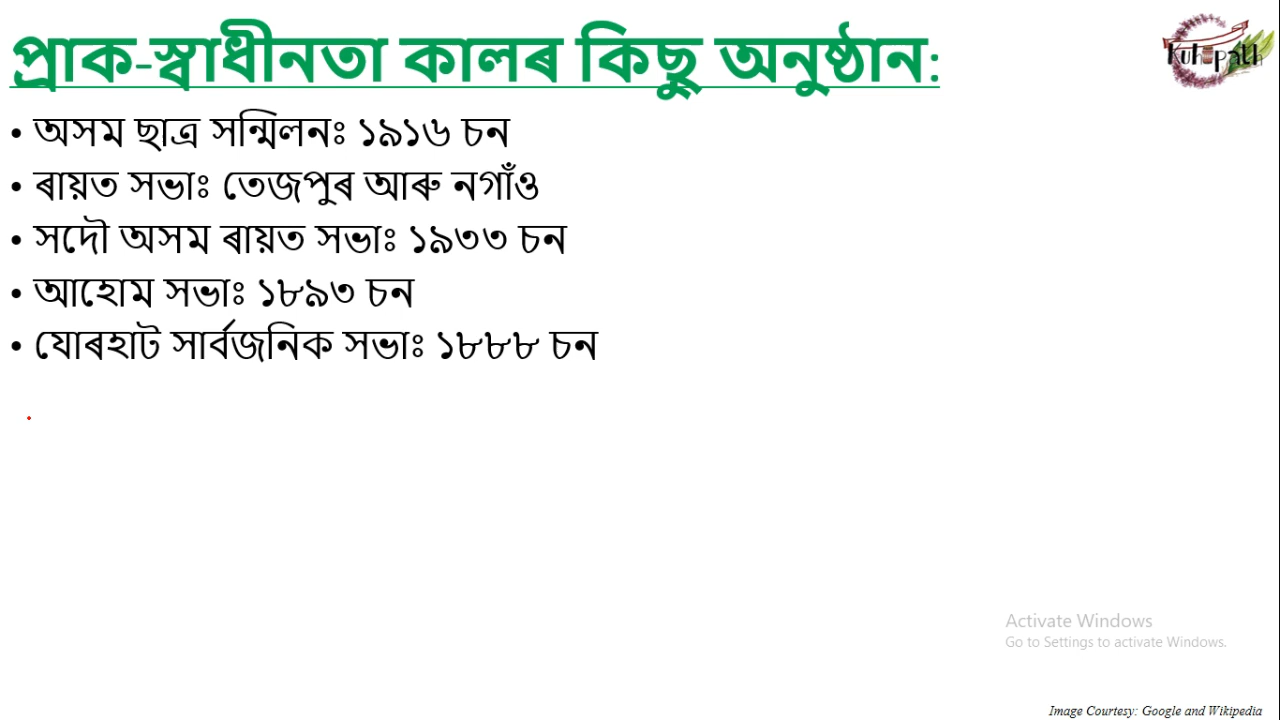 প্ৰাক-স্বাধীনতা কালৰ কিছু অনুষ্ঠান:
Kuhipath
• অসম ছাত্ৰ সন্মিলনঃ ১৯১৬ চন
• ৰায়ত সভাঃ তেজপুৰ আৰু নগাঁও
• সদৌ অসম ৰায়ত সভাঃ ১৯৩৩ চন
• আহোম সভাঃ ১৮৯৩ চন
• যোৰহাট সাৰ্বজনিক সভাঃ ১৮৮৮ চন
Activate Windows
Go to Settings to activate Windows.
Image Courtesy: Google and Wikipedia